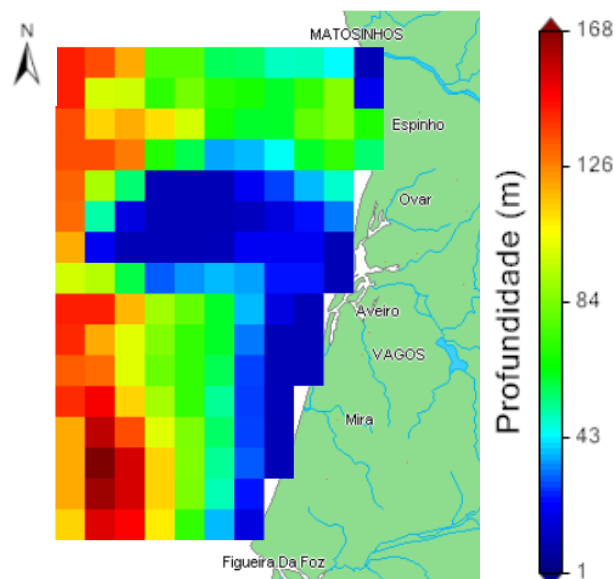 N
MATOSINHOS
Espinho
Ovar
Aveiro
VAGOS
Mira
Figueira Da Foz
168
126
84
43
1
Profundidade (m)